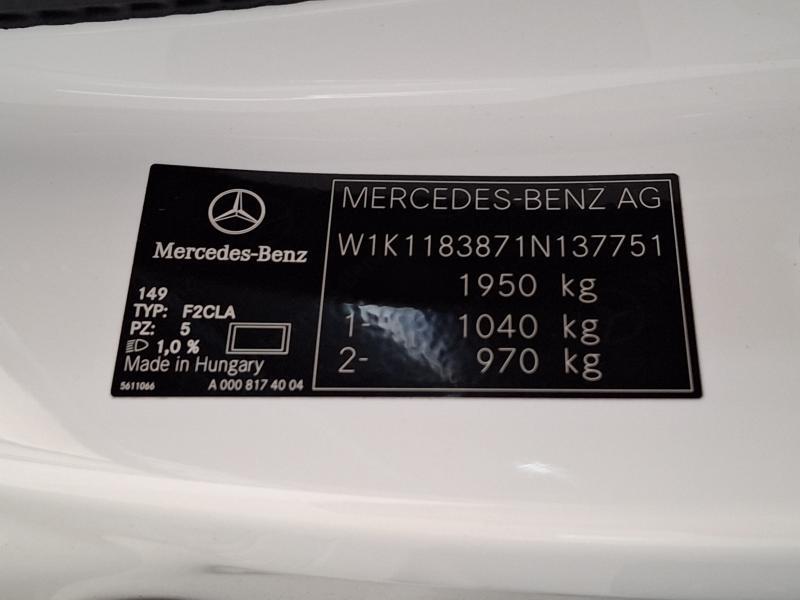 Mercedes-Benz
149
TYP: F2CLA
PZ: 5
1,0 %
Made in Hungary
5611066 A 000 817 40 04
MERCEDES-BENZ AG
W1K1183871N137751
1950 kg
1- 1040 kg
2- 970 kg